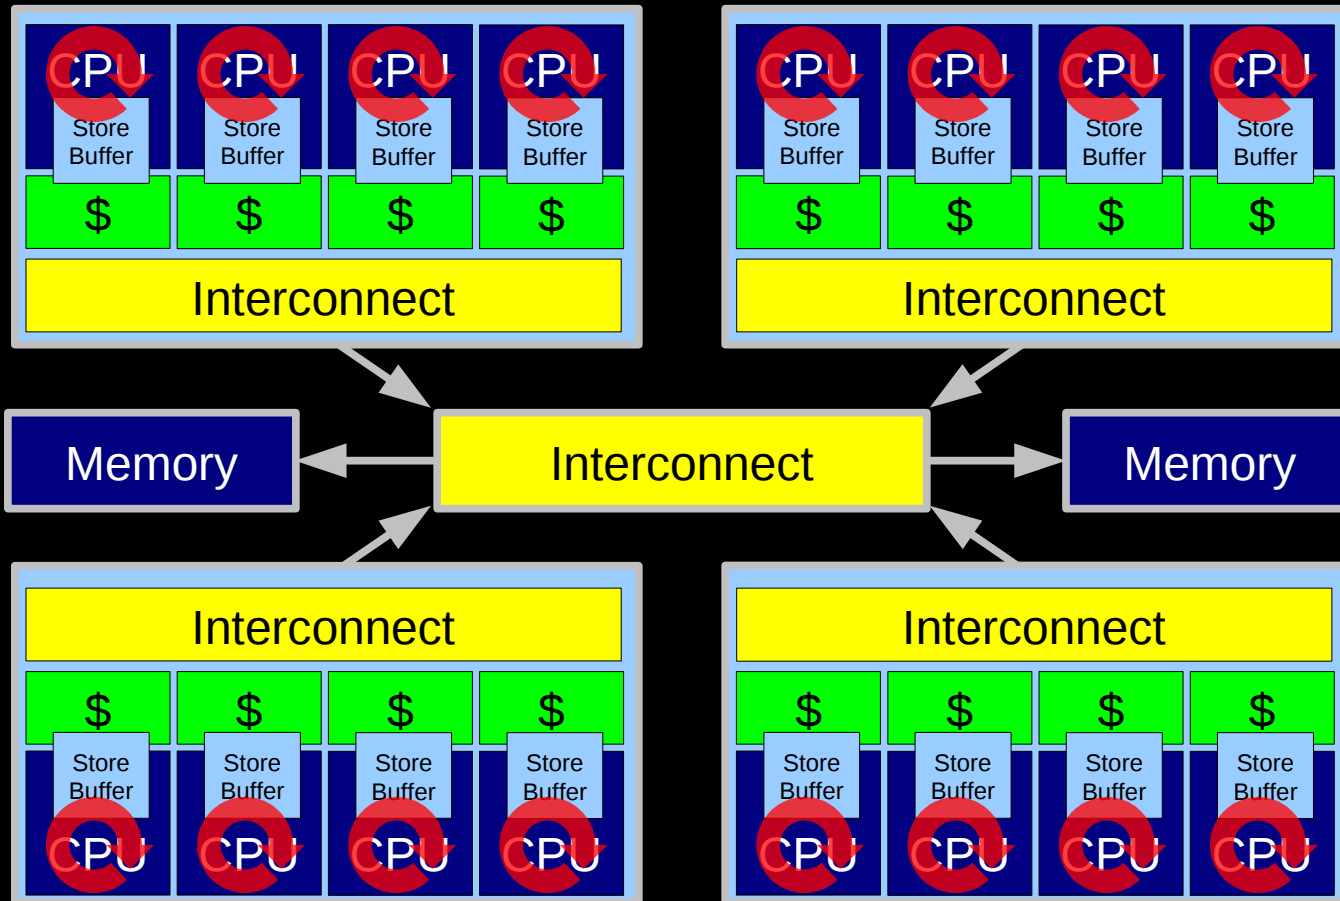 CPU CPU CPU CPU
Store Store Store Store
Buffer Buffer Buffer Buffer
$ $ $ $
Interconnect
CPU CPU CPU CPU
Store Store Store Store
Buffer Buffer Buffer Buffer
$ $ $ $
Interconnect
Memory
Interconnect
Memory
Interconnect
$ $ $ $
Store Store Store Store
Buffer Buffer Buffer Buffer
CPU CPU CPU CPU
Interconnect
$ $ $ $
Store Store Store Store
Buffer Buffer Buffer Buffer
CPU CPU CPU CPU